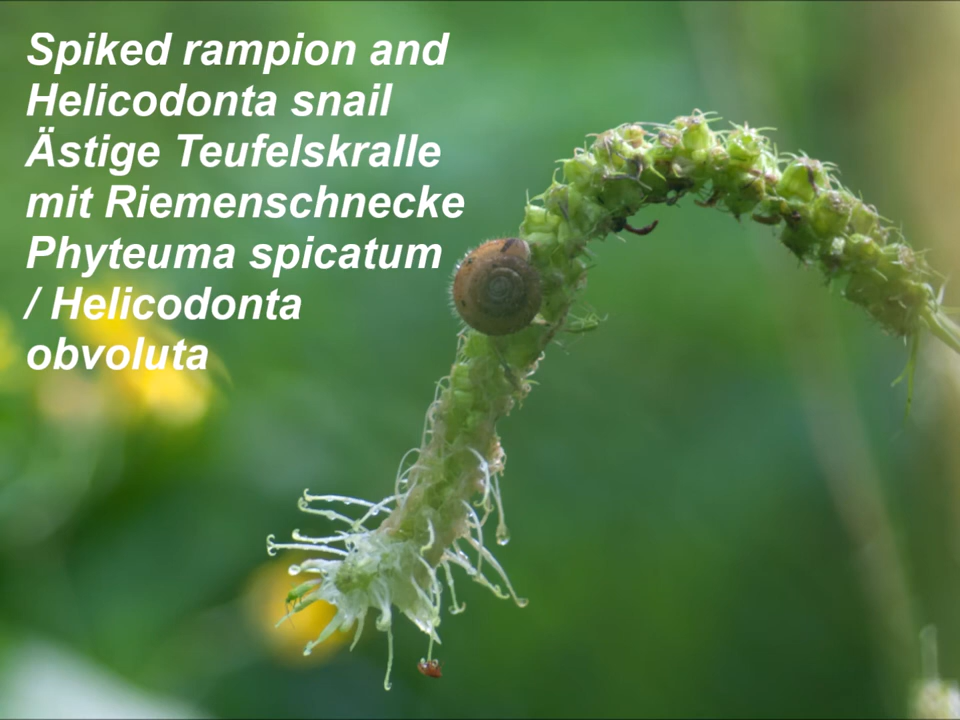 Spiked rampion and
Helicodonta snail
Ästige Teufelskralle
mit Riemenschnecke
Phyteuma spicatum
/ Helicodonta
obvoluta